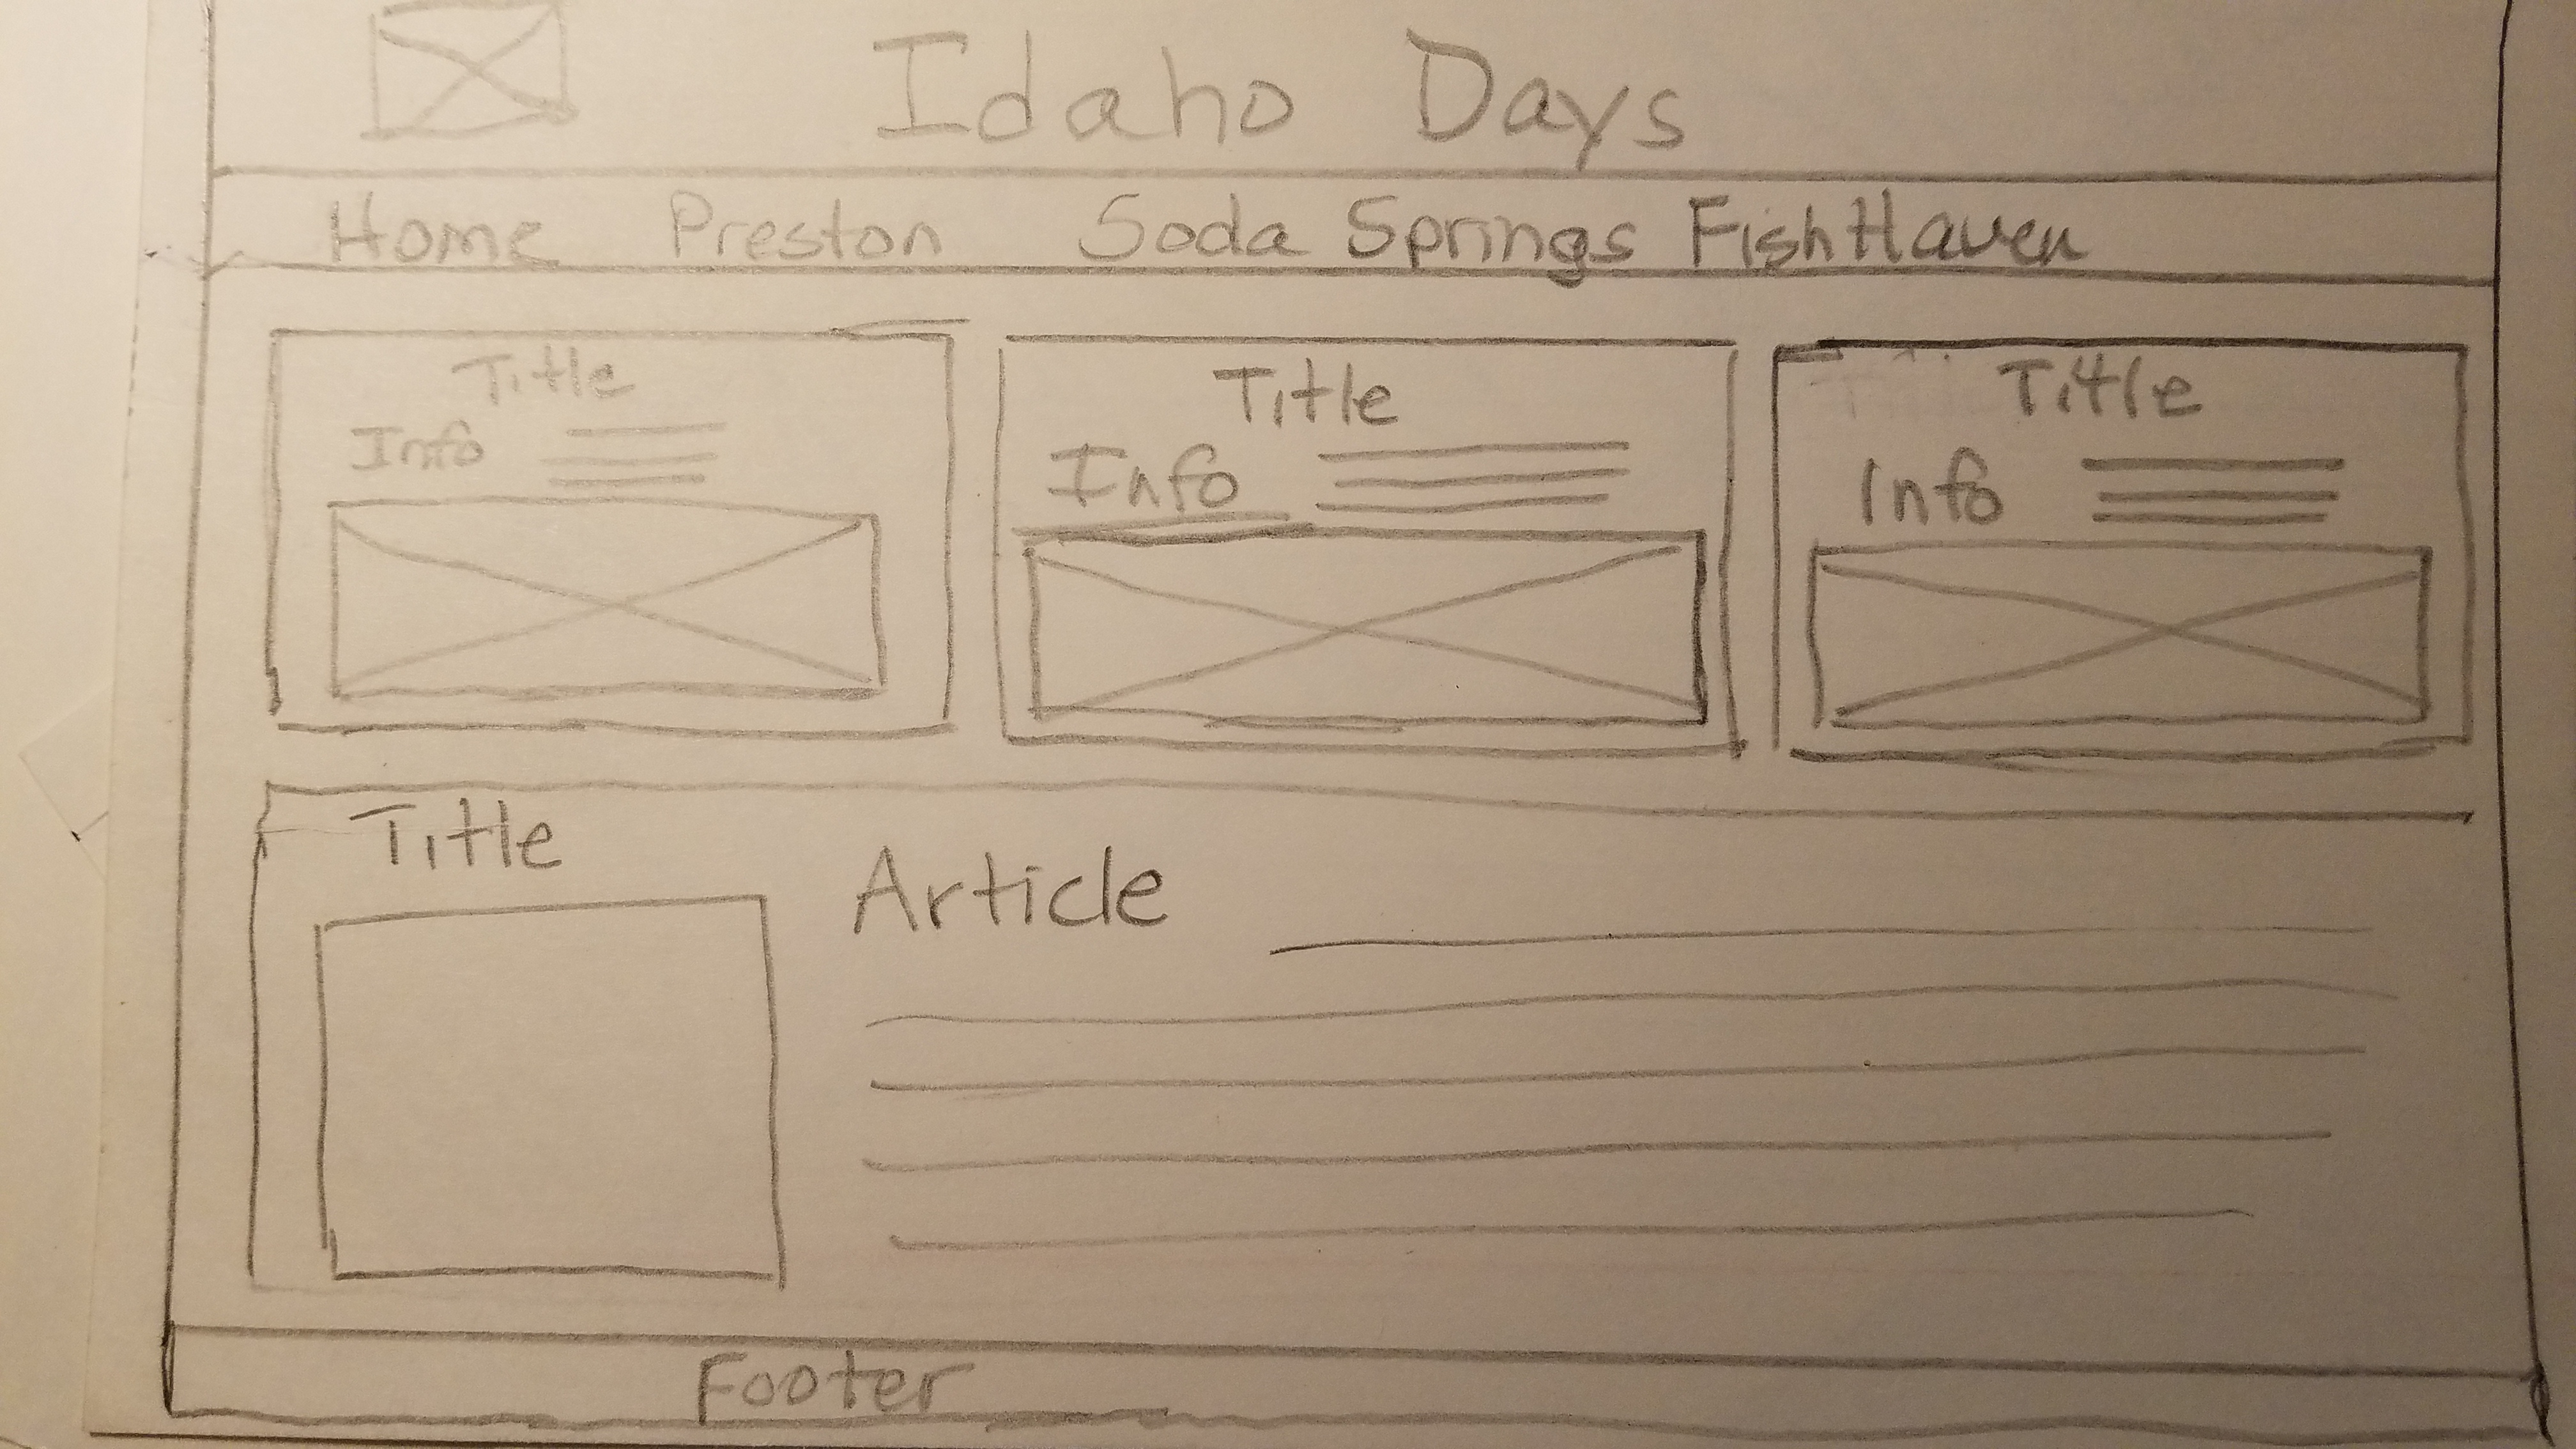 Idaho Days
Home Preston Soda Springs FishHaven
Title
Info
Title
Info
Title
Info
Title
Article
Footer